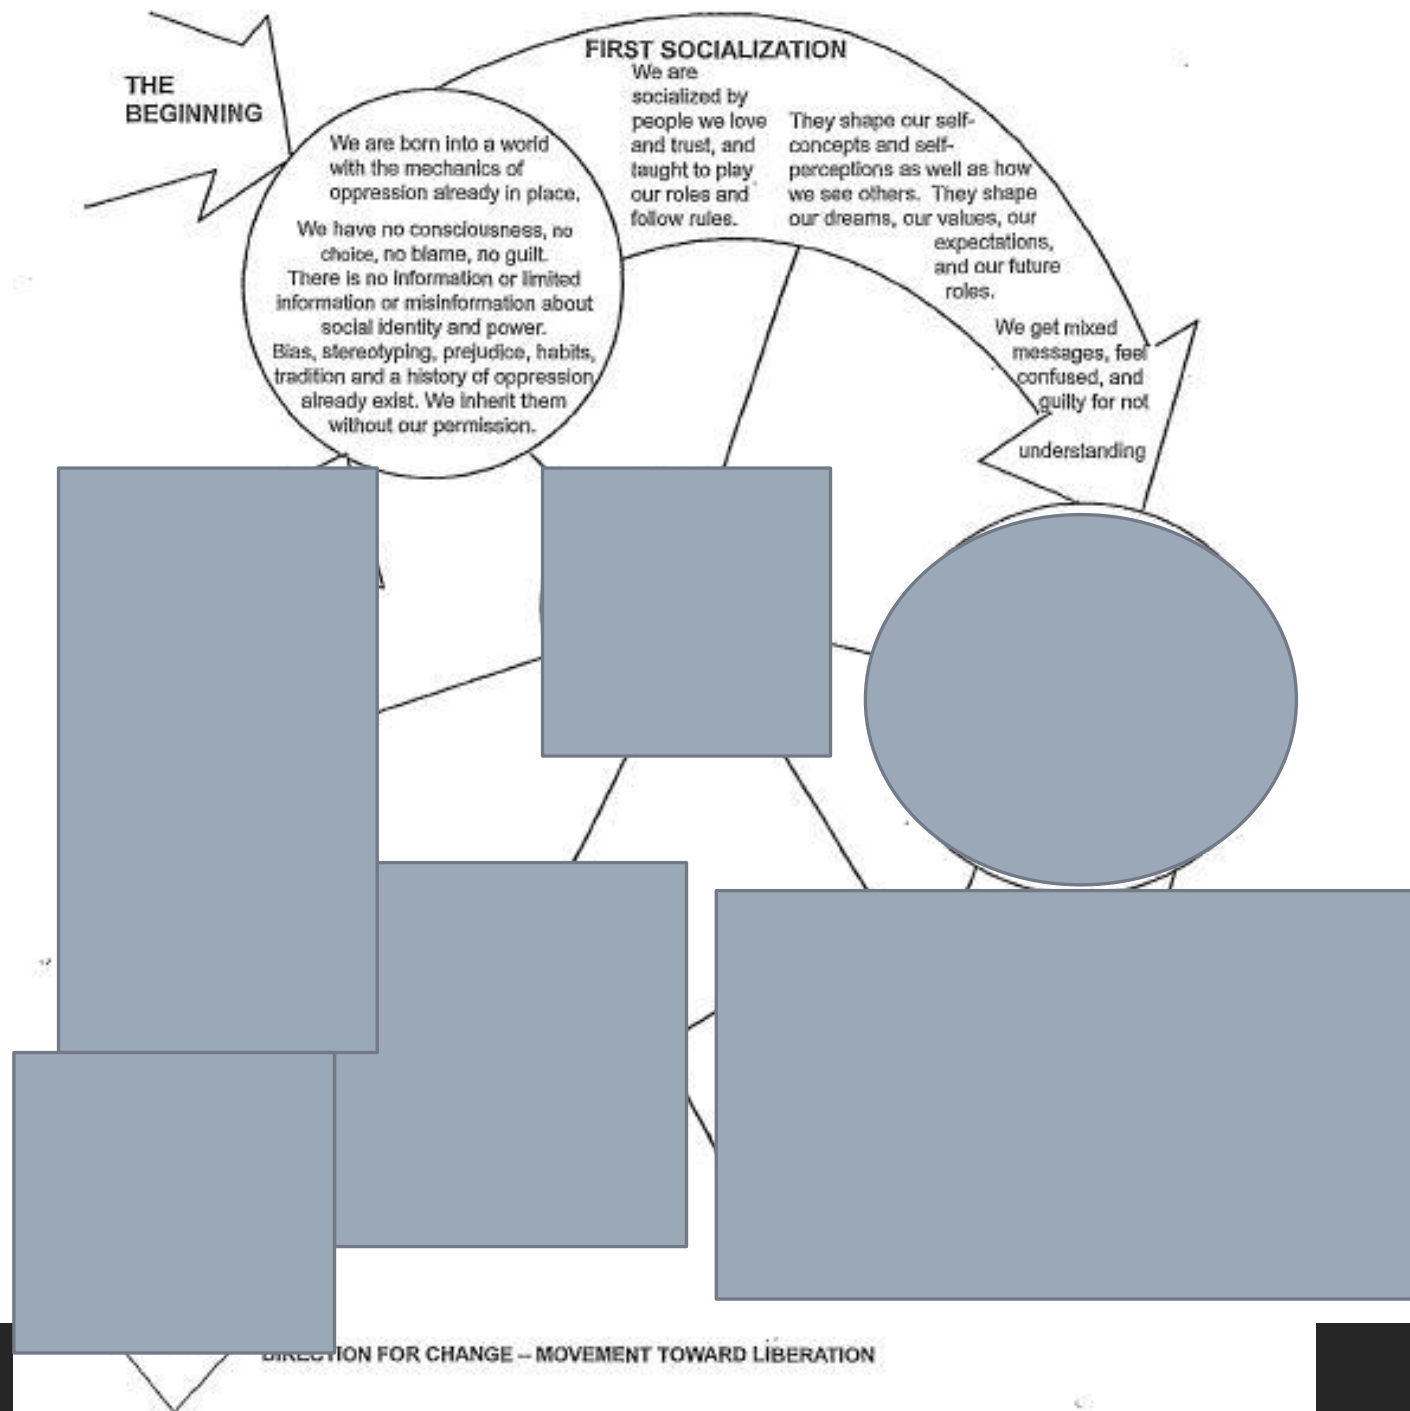 THE
BEGINNING
We are born into a world
with the mechanics of
oppression already in place.
We have no consciousness, no
choice, no blame, no guilt.
There is no information or limited
information or misinformation about
social identity and power.
Bias, stereotyping, prejudice, habits,
tradition and a history of oppression
already exist. We inherit them
without our permission.
FIRST SOCIALIZATION
We are
socialized by
people we love
and trust, and
taught to play
our roles and
follow rules.
They shape our self-
concepts and self-
perceptions as well as how
we see others. They shape
our dreams, our values, our
expectations,
and our future
roles.
We get mixed
messages, feel
confused, and
guilty for not
understanding
DIRECTION FOR CHANGE – MOVEMENT TOWARD LIBERATION